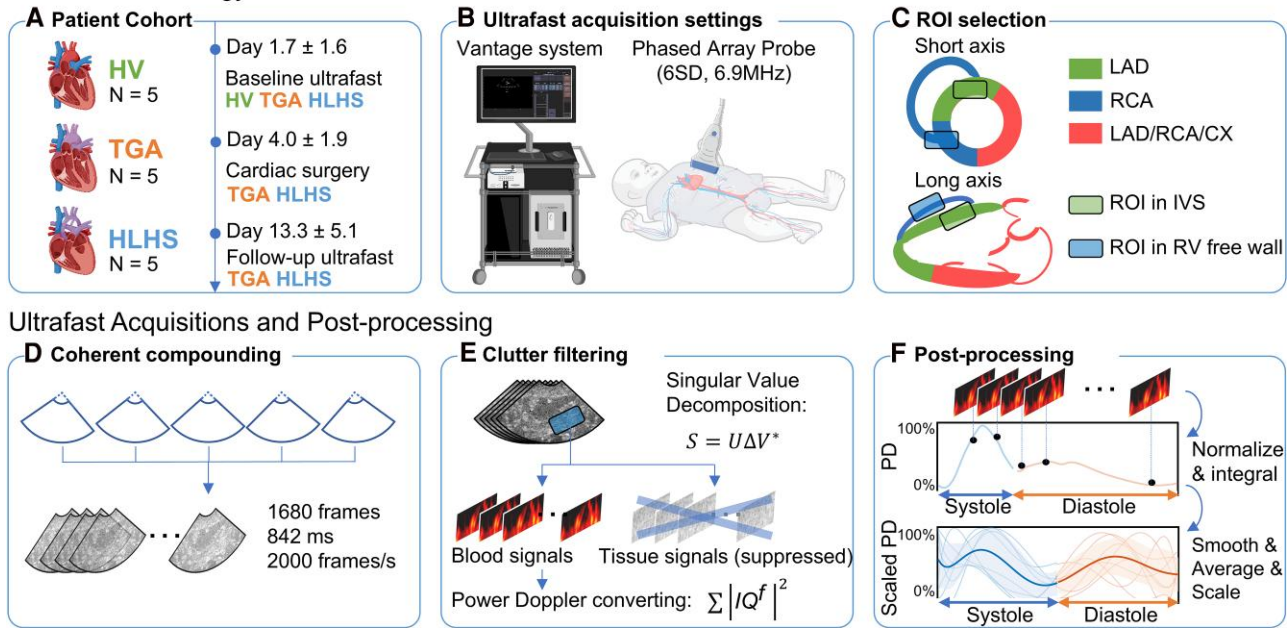 A Patient Cohort
HV
N = 5
TGA
N = 5
HLHS
N = 5
Day 1.7 ± 1.6
Baseline ultrafast
HV TGA HLHS
Day 4.0 ± 1.9
Cardiac surgery
TGA HLHS
Day 13.3 ± 5.1
Follow-up ultrafast
TGA HLHS
B Ultrafast acquisition settings
Vantage system
Phased Array Probe
(6SD, 6.9MHz)
C ROI selection
Short axis
Long axis
LAD
RCA
LAD/RCA/CX
ROI in IVS
ROI in RV free wall
Ultrafast Acquisitions and Post-processing
D Coherent compounding
1680 frames
842 ms
2000 frames/s
E Clutter filtering
Singular Value
Decomposition:
S = UΔV*
Blood signals
Tissue signals (suppressed)
Power Doppler converting: ∑|IQᶠ|²
F Post-processing
100%
PD
0%
Systole
Diastole
Normalize
& integral
100%
Scaled PD
0%
Systole
Diastole
Smooth &
Average &
Scale